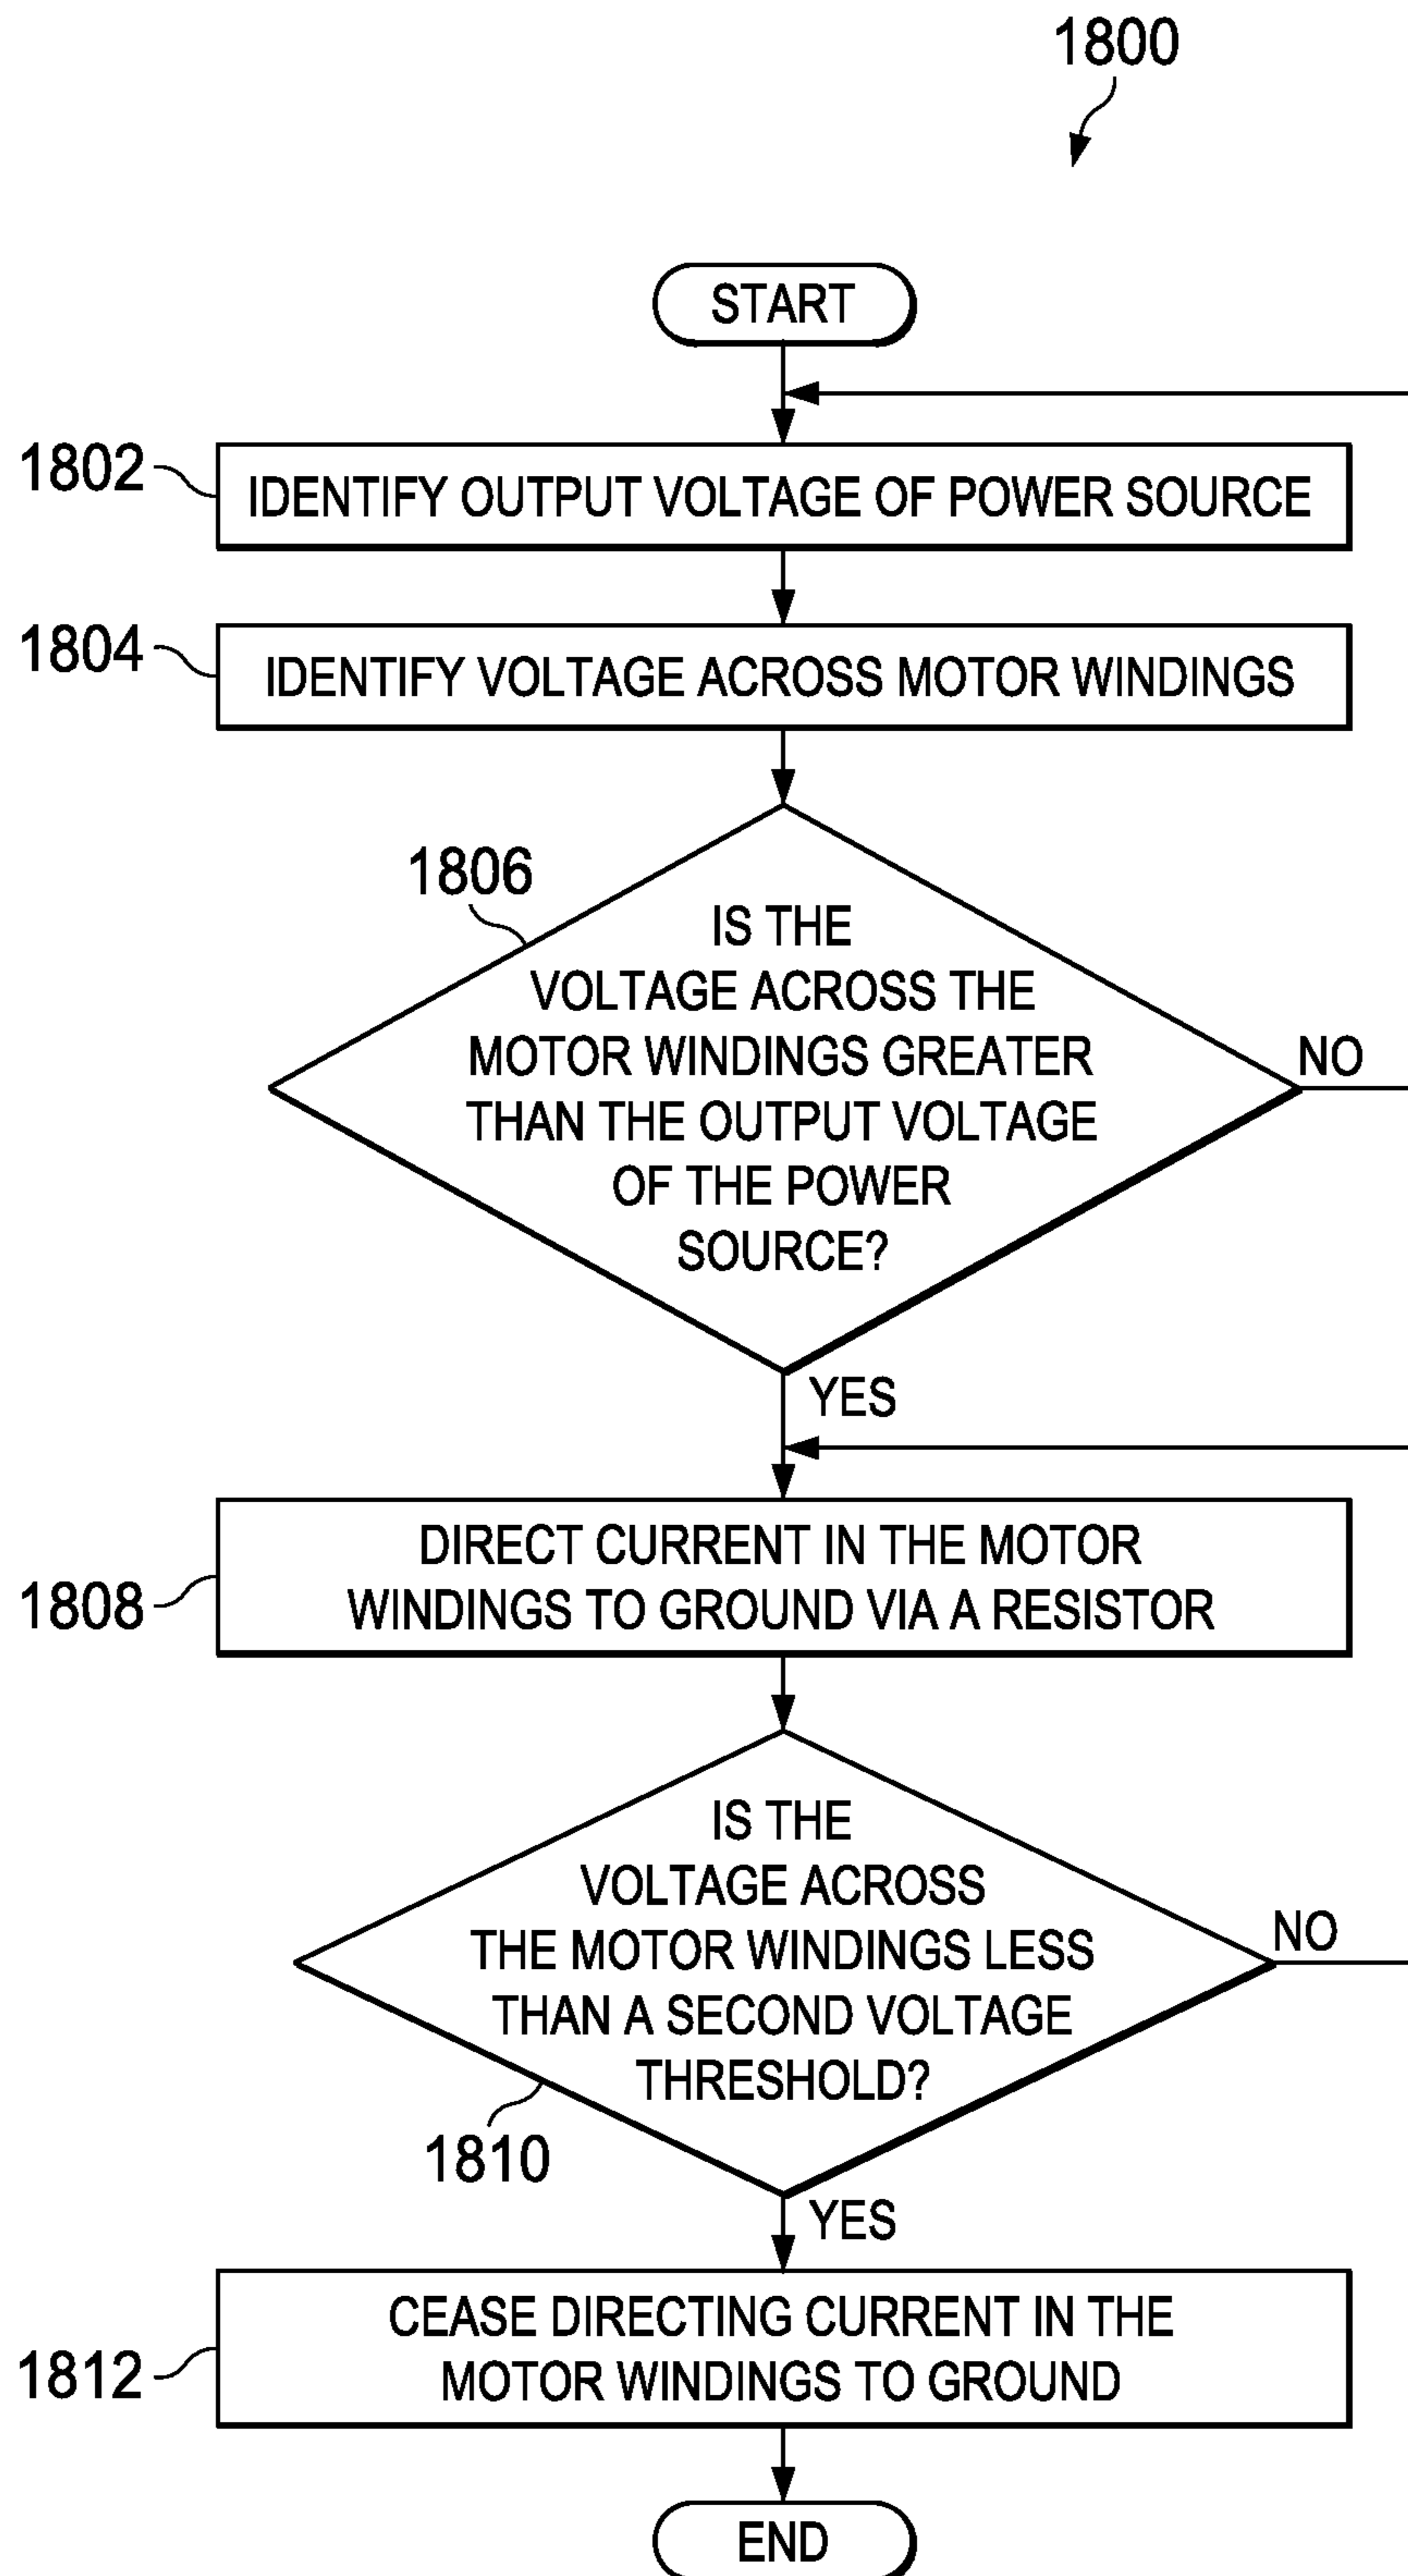 1800
START
1802
IDENTIFY OUTPUT VOLTAGE OF POWER SOURCE
1804
IDENTIFY VOLTAGE ACROSS MOTOR WINDINGS
1806
IS THE
VOLTAGE ACROSS THE
MOTOR WINDINGS GREATER
THAN THE OUTPUT VOLTAGE
OF THE POWER
SOURCE?
NO
YES
DIRECT CURRENT IN THE MOTOR
WINDINGS TO GROUND VIA A RESISTOR
1808
IS THE
VOLTAGE ACROSS
THE MOTOR WINDINGS LESS
THAN A SECOND VOLTAGE
THRESHOLD?
NO
1810
YES
CEASE DIRECTING CURRENT IN THE
MOTOR WINDINGS TO GROUND
1812
END